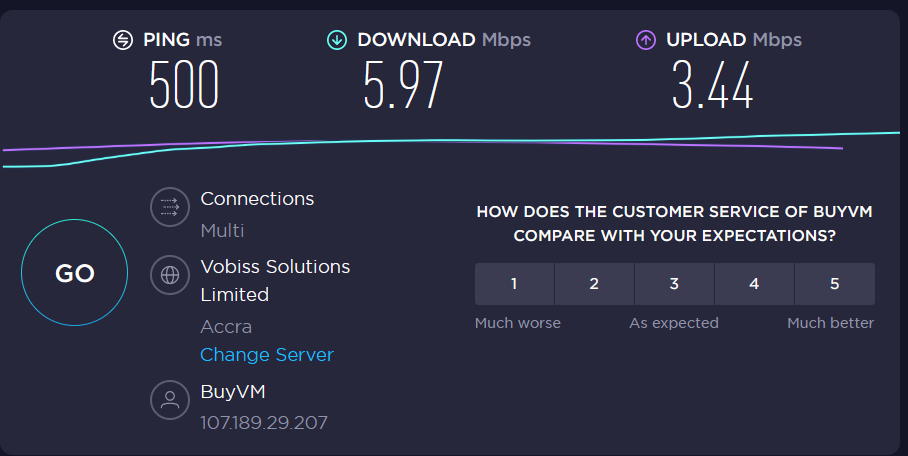 PING ms
DOWNLOAD Mbps
UPLOAD Mbps
500
5.97
3.44
GO
Connections
Multi
Vobiss Solutions
Limited
Accra
Change Server
BuyVM
107.189.29.207
HOW DOES THE CUSTOMER SERVICE OF BUYVM
COMPARE WITH YOUR EXPECTATIONS?
1 2 3 4 5
Much worse As expected Much better